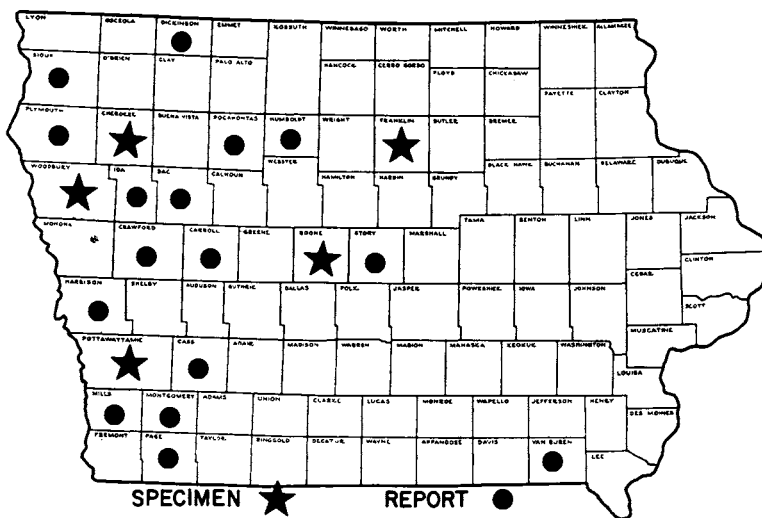 LYON OSCEOLA DICKINSON EMMET KOSSUTH WINNEBAGO WORTH MITCHELL HOWARD WINNESHIEK ALLAMAKEE
SIOUX O'BRIEN CLAY PALO ALTO HANCOCK CERRO GORDO FLOYD CHICKASAW
FAYETTE CLAYTON
PLYMOUTH CHEROKEE BUENA VISTA POCAHONTAS HUMBOLDT WRIGHT FRANKLIN BUTLER BREMER
WEBSTER
WOODBURY IDA SAC CALHOUN HAMILTON HARDIN GRUNDY BLACK HAWK BUCHANAN DELAWARE DUBUQUE
MONONA CRAWFORD CARROLL GREENE BOONE STORY MARSHALL TAMA BENTON LINN JONES JACKSON
CLINTON
CEDAR
HARRISON SHELBY AUDUBON GUTHRIE DALLAS POLK JASPER POWESHIEK IOWA JOHNSON
SCOTT
MUSCATINE
POTTAWATTAMIE CASS ADAIR MADISON WARREN MARION MAHASKA KEOKUK WASHINGTON
LOUISA
MILLS MONTGOMERY ADAMS UNION CLARKE LUCAS MONROE WAPELLO JEFFERSON HENRY
DES MOINES
FREMONT PAGE TAYLOR RINGGOLD DECATUR WAYNE APPANOOSE DAVIS VAN BUREN
LEE
SPECIMEN REPORT